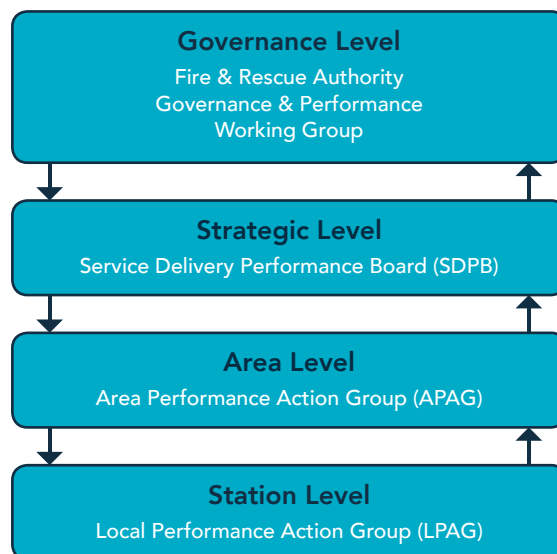 Governance Level
Fire & Rescue Authority
Governance & Performance
Working Group
Strategic Level
Service Delivery Performance Board (SDPB)
Area Level
Area Performance Action Group (APAG)
Station Level
Local Performance Action Group (LPAG)